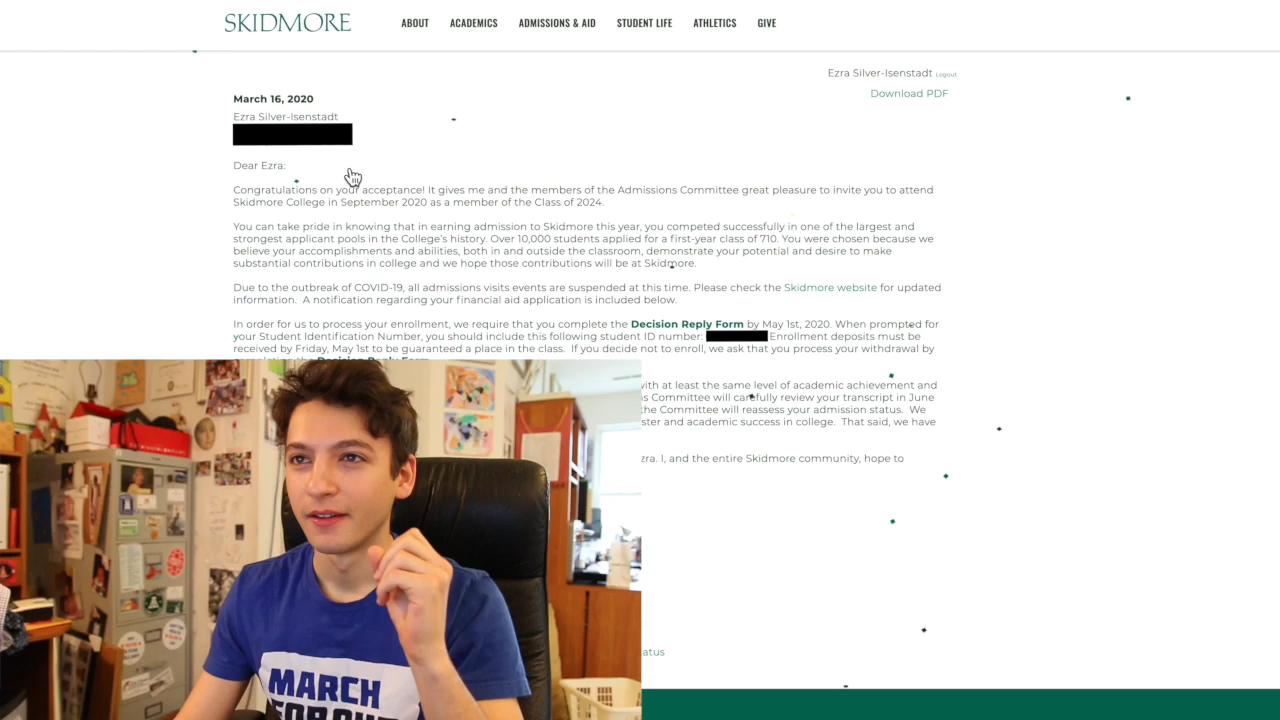 SKIDMORE
ABOUT ACADEMICS ADMISSIONS & AID STUDENT LIFE ATHLETICS GIVE
Ezra Silver-Isenstadt Logout
Download PDF
March 16, 2020
Ezra Silver-Isenstadt
Dear Ezra:
Congratulations on your acceptance! It gives me and the members of the Admissions Committee great pleasure to invite you to attend
Skidmore College in September 2020 as a member of the Class of 2024.
You can take pride in knowing that in earning admission to Skidmore this year, you competed successfully in one of the largest and
strongest applicant pools in the College's history. Over 10,000 students applied for a first-year class of 710. You were chosen because we
believe your accomplishments and abilities, both in and outside the classroom, demonstrate your potential and desire to make
substantial contributions in college and we hope those contributions will be at Skidmore.
Due to the outbreak of COVID-19, all admissions visits events are suspended at this time. Please check the Skidmore website for updated
information. A notification regarding your financial aid application is included below.
In order for us to process your enrollment, we require that you complete the Decision Reply Form by May 1st, 2020. When prompted for
your Student Identification Number, you should include this following student ID number: Enrollment deposits must be
received by Friday, May 1st to be guaranteed a place in the class. If you decide not to enroll, we ask that you process your withdrawal by
Decision Reply Form
with at least the same level of academic achievement and
s Committee will carefully review your transcript in June
the Committee will reassess your admission status. We
ster and academic success in college. That said, we have
zra. I, and the entire Skidmore community, hope to
atus
MARCH